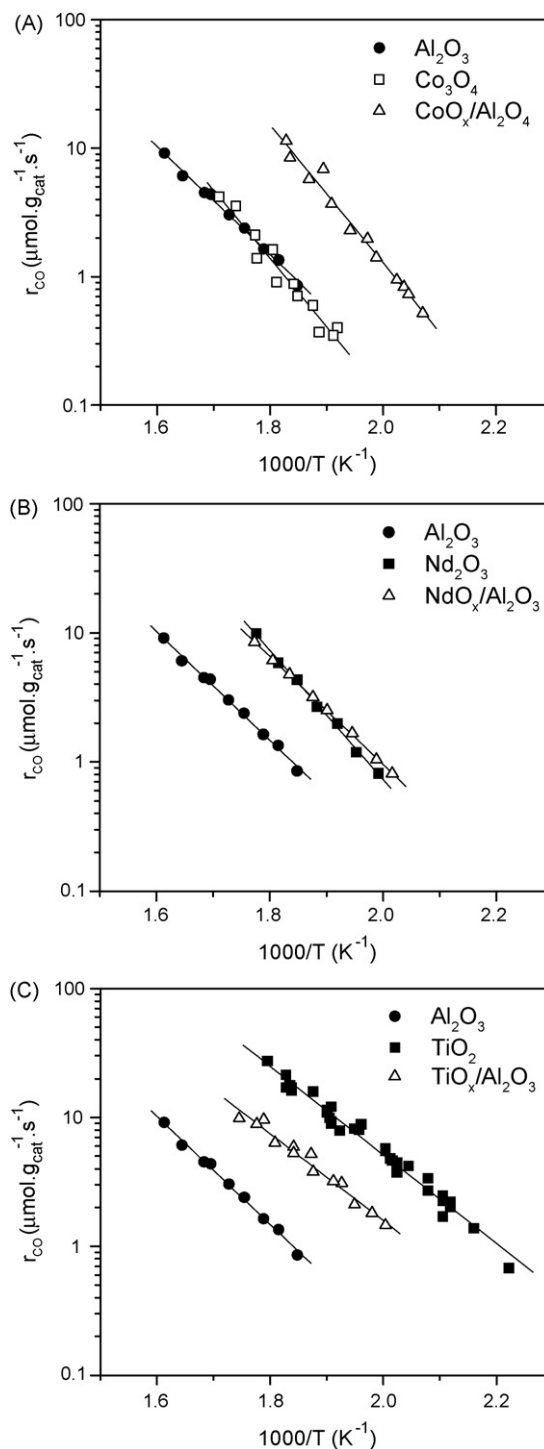 (A)
100
10
1
0.1
r_CO (μmol.g_cat^-1.s^-1)
Al₂O₃
Co₃O₄
CoOₓ/Al₂O₄
1.6 1.8 2.0 2.2
1000/T (K⁻¹)
(B)
100
10
1
0.1
r_CO (μmol.g_cat^-1.s^-1)
Al₂O₃
Nd₂O₃
NdOₓ/Al₂O₃
1.6 1.8 2.0 2.2
1000/T (K⁻¹)
(C)
100
10
1
0.1
r_CO (μmol.g_cat^-1.s^-1)
Al₂O₃
TiO₂
TiOₓ/Al₂O₃
1.6 1.8 2.0 2.2
1000/T (K⁻¹)